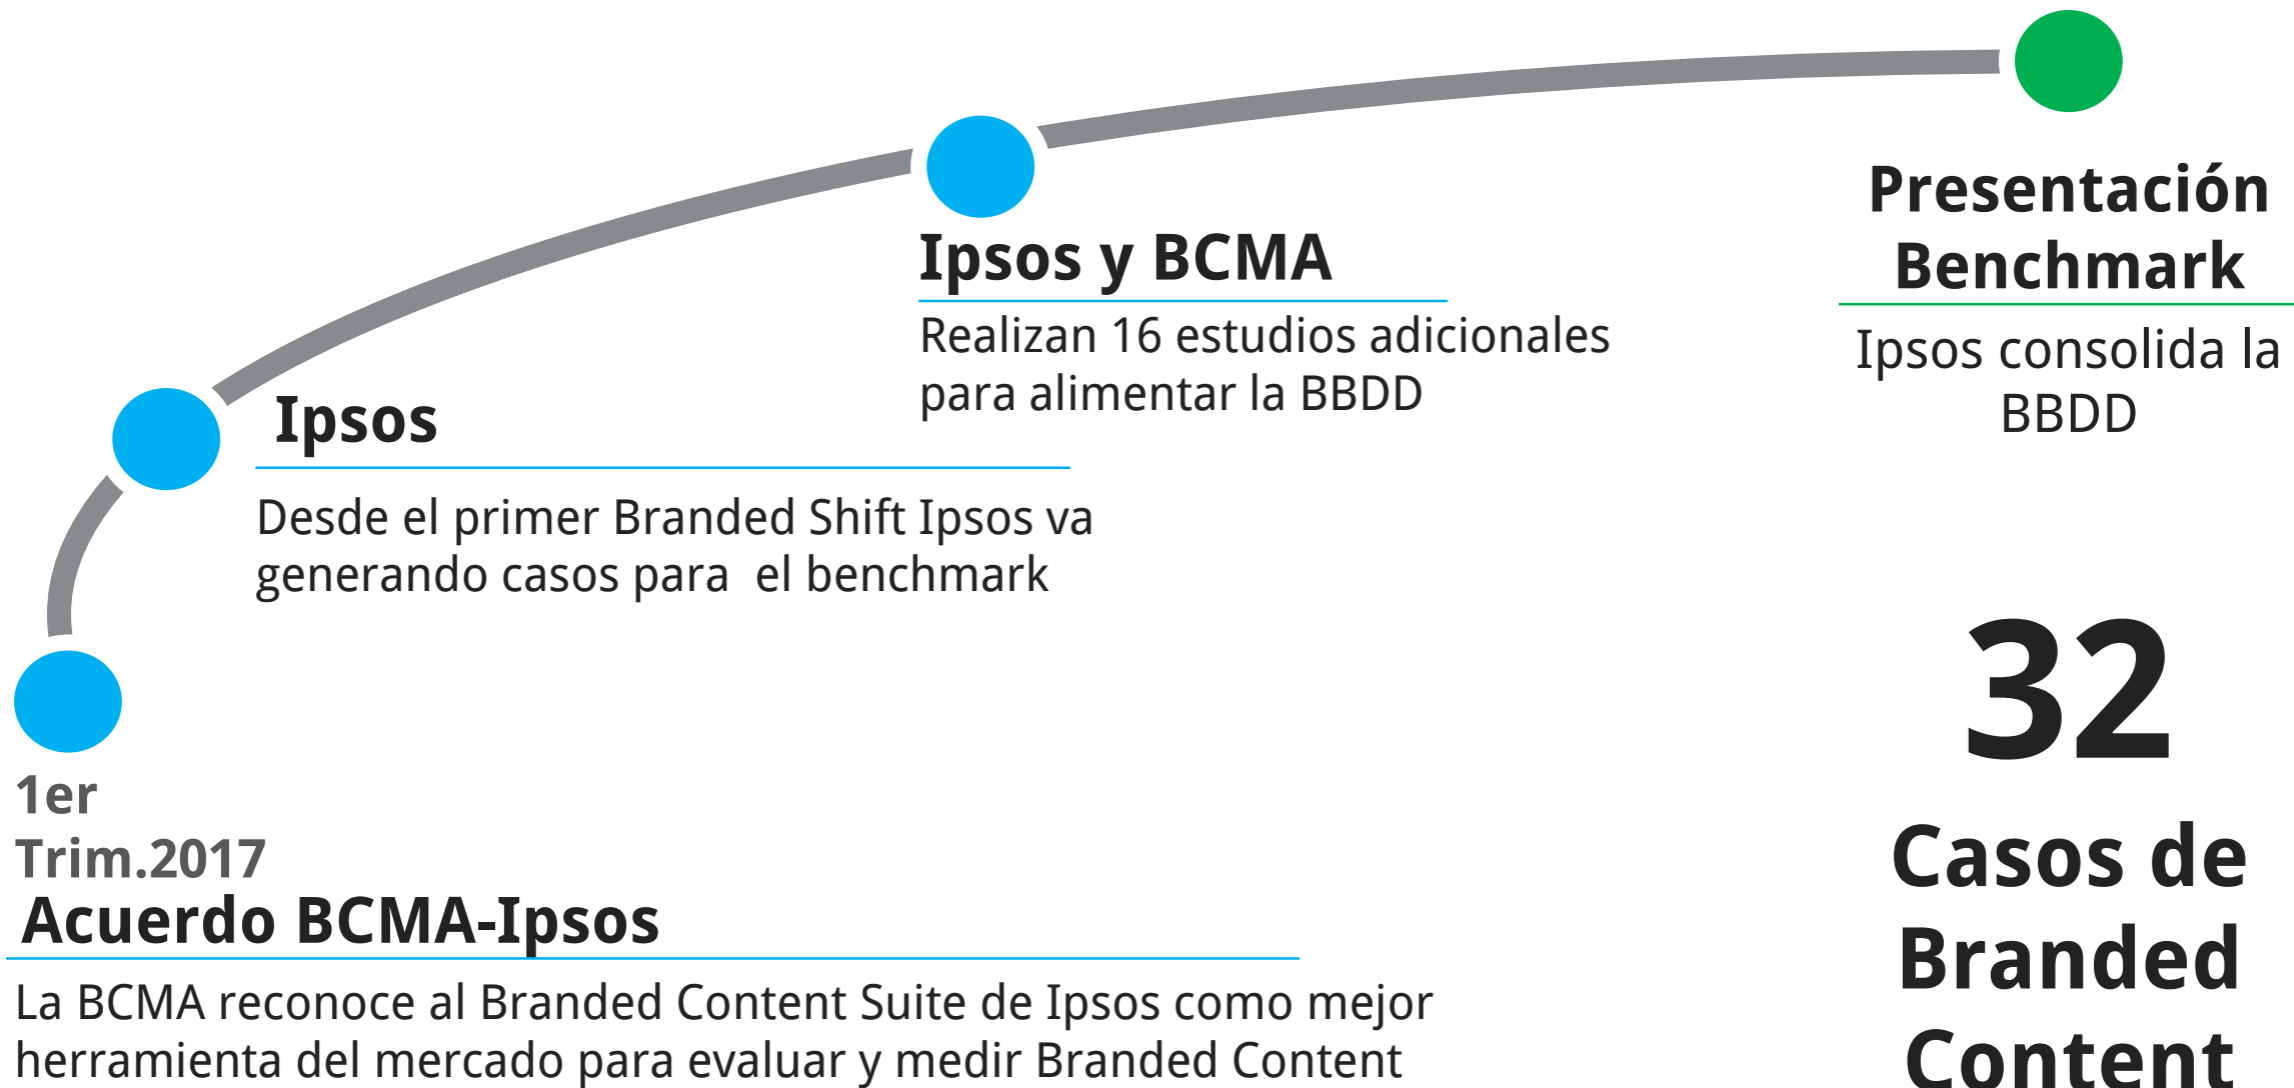 Presentación
Benchmark
Ipsos consolida la
BBDD
Ipsos y BCMA
Realizan 16 estudios adicionales
para alimentar la BBDD
Ipsos
Desde el primer Branded Shift Ipsos va
generando casos para  el benchmark
1er
Trim.2017
Acuerdo BCMA-Ipsos
La BCMA reconoce al Branded Content Suite de Ipsos como mejor
herramienta del mercado para evaluar y medir Branded Content
32
Casos de
Branded
Content